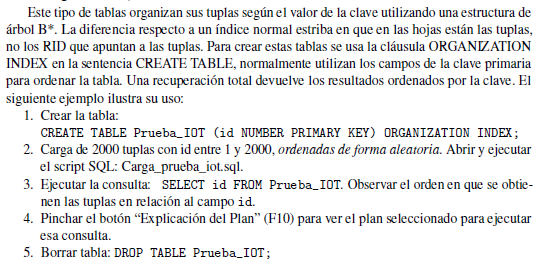 Este tipo de tablas organizan sus tuplas según el valor de la clave utilizando una estructura de
árbol B*. La diferencia respecto a un índice normal estriba en que en las hojas están las tuplas,
no los RID que apuntan a las tuplas. Para crear estas tablas se usa la cláusula ORGANIZATION
INDEX en la sentencia CREATE TABLE, normalmente utilizan los campos de la clave primaria
para ordenar la tabla. Una recuperación total devuelve los resultados ordenados por la clave. El
siguiente ejemplo ilustra su uso:
1. Crear la tabla:
CREATE TABLE Prueba_IOT (id NUMBER PRIMARY KEY) ORGANIZATION INDEX;
2. Carga de 2000 tuplas con id entre 1 y 2000, ordenadas de forma aleatoria. Abrir y ejecutar
el script SQL: Carga_prueba_iot.sql.
3. Ejecutar la consulta: SELECT id FROM Prueba_IOT. Observar el orden en que se obtie-
nen las tuplas en relación al campo id.
4. Pinchar el botón “Explicación del Plan” (F10) para ver el plan seleccionado para ejecutar
esa consulta.
5. Borrar tabla: DROP TABLE Prueba_IOT;